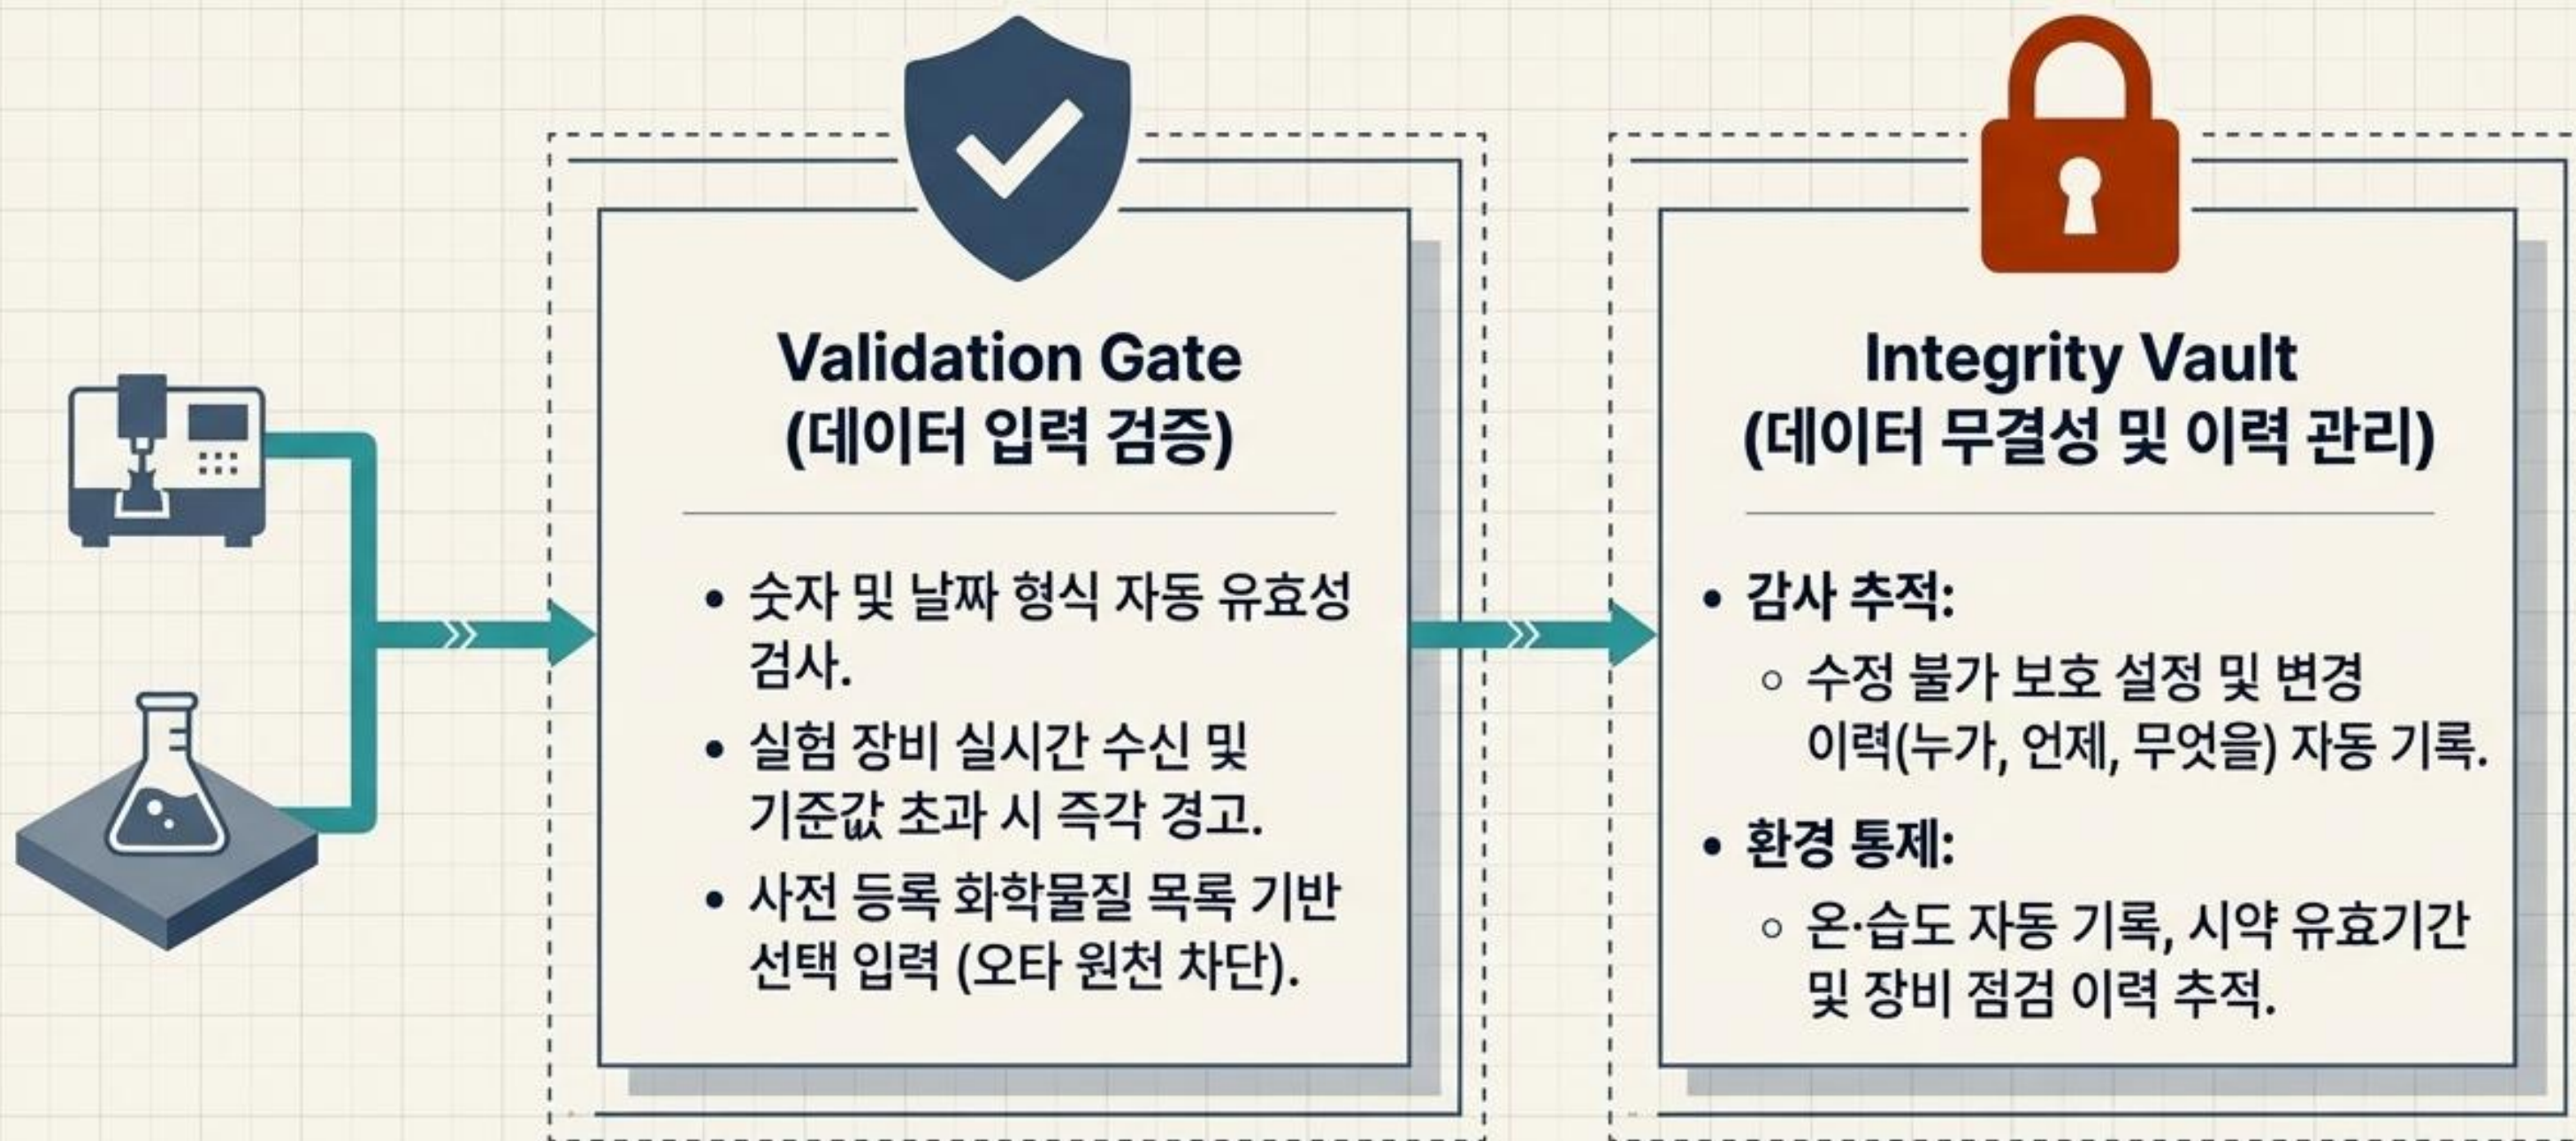 Validation Gate
(데이터 입력 검증)
• 숫자 및 날짜 형식 자동 유효성
검사.
• 실험 장비 실시간 수신 및
기준값 초과 시 즉각 경고.
• 사전 등록 화학물질 목록 기반
선택 입력 (오타 원천 차단).
Integrity Vault
(데이터 무결성 및 이력 관리)
• 감사 추적:
○ 수정 불가 보호 설정 및 변경
이력(누가, 언제, 무엇을) 자동 기록.
• 환경 통제:
○ 온·습도 자동 기록, 시약 유효기간
및 장비 점검 이력 추적.